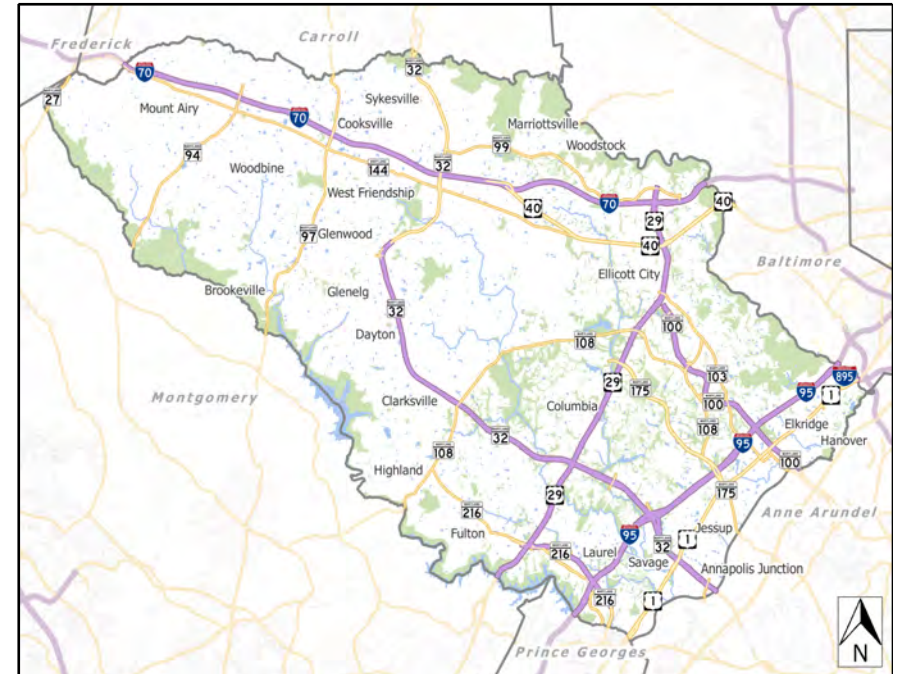 Frederick
Carroll
32
70
27
Sykesville
Mount Airy
70
Cooksville
Marriottsville
99
Woodstock
94
144
32
Woodbine
West Friendship
40
70
29
40
97
Glenwood
40
Baltimore
Ellicott City
Brookeville
Glenelg
32
Dayton
100
108
29
175
103
895
95
1
Montgomery
Clarksville
Columbia
100
108
Elkridge
32
95
Hanover
108
100
Highland
29
175
216
Anne Arundel
Fulton
Jessup
95
1
216
Laurel
32
Savage
Annapolis Junction
216
1
Prince Georges
N